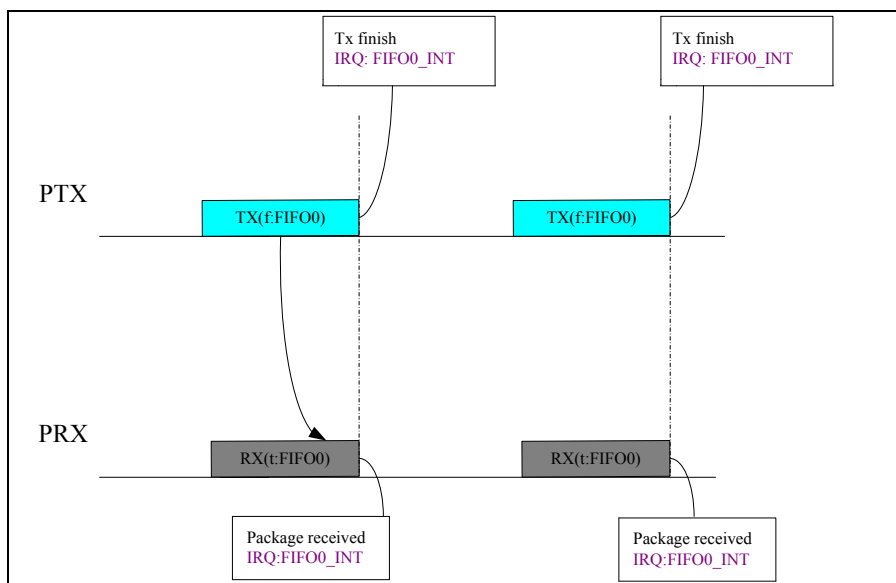 Tx finish
IRQ: FIFO0_INT
Tx finish
IRQ: FIFO0_INT
PTX
TX(f:FIFO0)
TX(f:FIFO0)
PRX
RX(t:FIFO0)
RX(t:FIFO0)
Package received
IRQ:FIFO0_INT
Package received
IRQ:FIFO0_INT